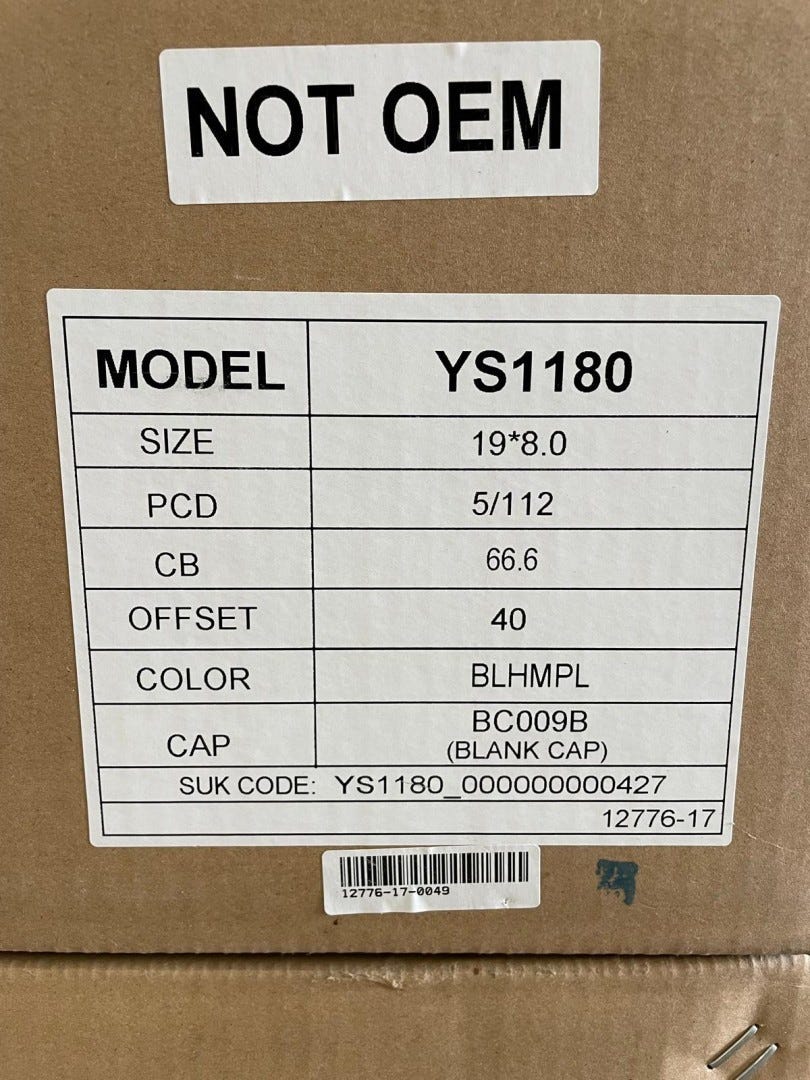 NOT OEM
MODEL YS1180
SIZE 19*8.0
PCD 5/112
CB 66.6
OFFSET 40
COLOR BLHMPL
CAP BC009B
(BLANK CAP)
SUK CODE: YS1180_000000000427
12776-17
12776-17-0049